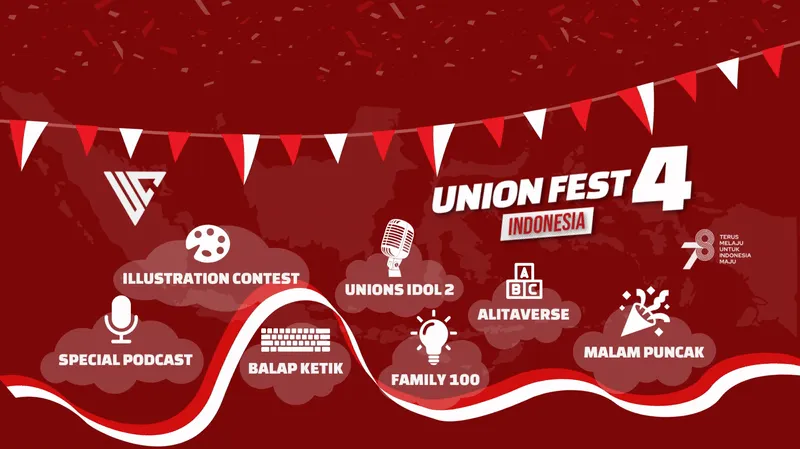 UNION FEST 4
INDONESIA
78
TERUS
MELAJU
UNTUK
INDONESIA
MAJU
ILLUSTRATION CONTEST
UNIONS IDOL 2
A
B C
ALITAVERSE
SPECIAL PODCAST
BALAP KETIK
FAMILY 100
MALAM PUNCAK